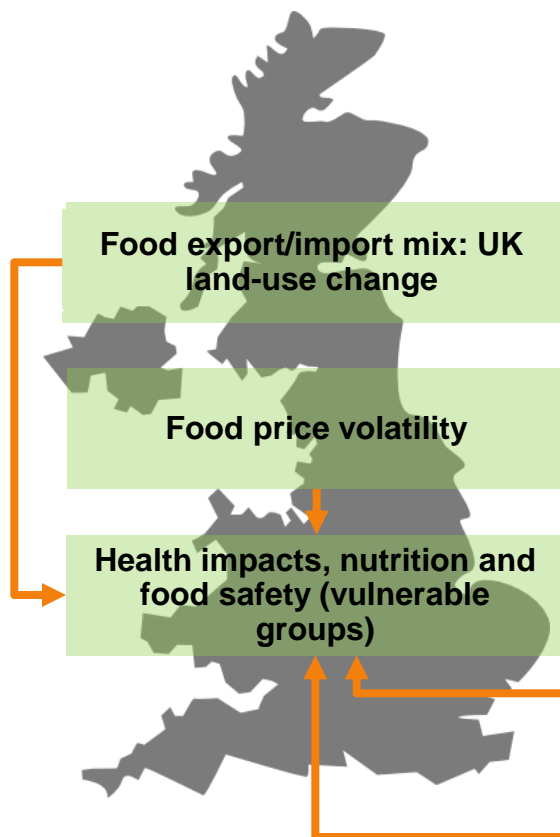 Food export/import mix: UK
land-use change
Food price volatility
Health impacts, nutrition and
food safety (vulnerable
groups)